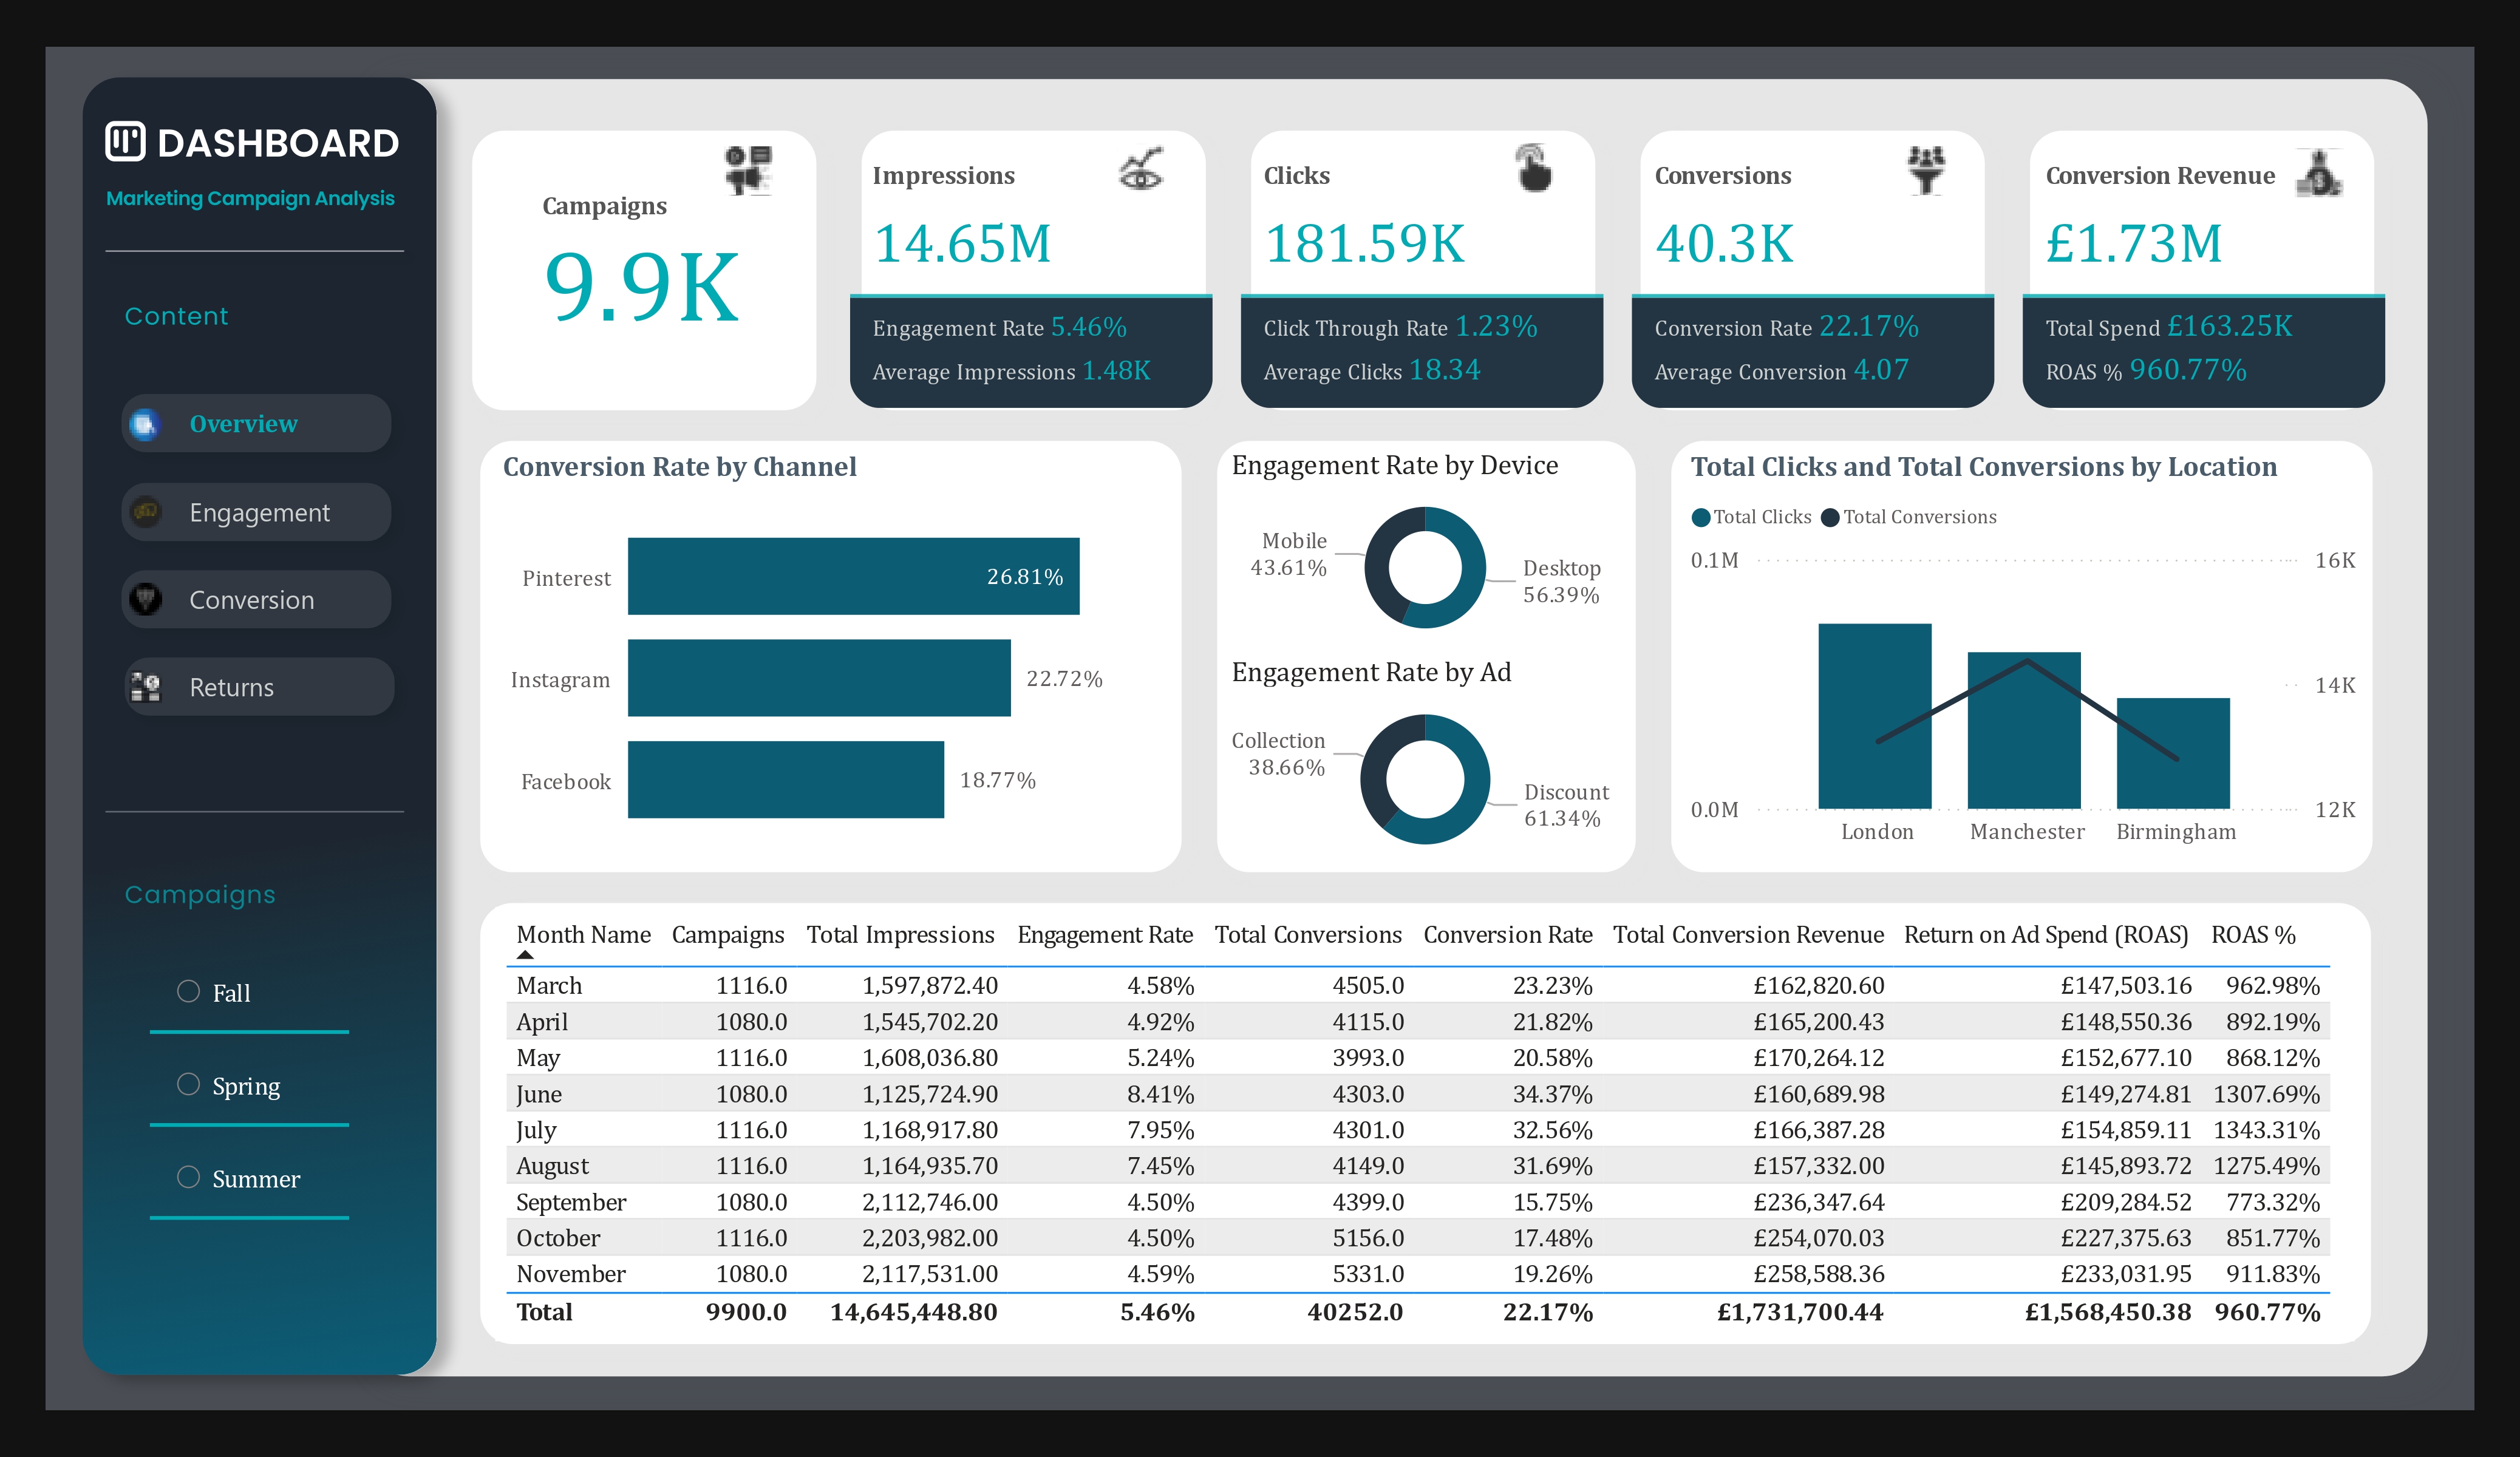 DASHBOARD
Marketing Campaign Analysis
Content
Overview
Engagement
Conversion
Returns
Campaigns
Fall
Spring
Summer
Campaigns
9.9K
Impressions
14.65M
Engagement Rate 5.46%
Average Impressions 1.48K
Clicks
181.59K
Click Through Rate 1.23%
Average Clicks 18.34
Conversions
40.3K
Conversion Rate 22.17%
Average Conversion 4.07
Conversion Revenue
£1.73M
Total Spend £163.25K
ROAS % 960.77%
Conversion Rate by Channel
Pinterest 26.81%
Instagram 22.72%
Facebook 18.77%
Engagement Rate by Device
Mobile
43.61%
Desktop
56.39%
Engagement Rate by Ad
Collection
38.66%
Discount
61.34%
Total Clicks and Total Conversions by Location
Total Clicks Total Conversions
0.1M 16K
14K
0.0M 12K
London Manchester Birmingham
Month Name Campaigns Total Impressions Engagement Rate Total Conversions Conversion Rate Total Conversion Revenue Return on Ad Spend (ROAS) ROAS %
March 1116.0 1,597,872.40 4.58% 4505.0 23.23% £162,820.60 £147,503.16 962.98%
April 1080.0 1,545,702.20 4.92% 4115.0 21.82% £165,200.43 £148,550.36 892.19%
May 1116.0 1,608,036.80 5.24% 3993.0 20.58% £170,264.12 £152,677.10 868.12%
June 1080.0 1,125,724.90 8.41% 4303.0 34.37% £160,689.98 £149,274.81 1307.69%
July 1116.0 1,168,917.80 7.95% 4301.0 32.56% £166,387.28 £154,859.11 1343.31%
August 1116.0 1,164,935.70 7.45% 4149.0 31.69% £157,332.00 £145,893.72 1275.49%
September 1080.0 2,112,746.00 4.50% 4399.0 15.75% £236,347.64 £209,284.52 773.32%
October 1116.0 2,203,982.00 4.50% 5156.0 17.48% £254,070.03 £227,375.63 851.77%
November 1080.0 2,117,531.00 4.59% 5331.0 19.26% £258,588.36 £233,031.95 911.83%
Total 9900.0 14,645,448.80 5.46% 40252.0 22.17% £1,731,700.44 £1,568,450.38 960.77%